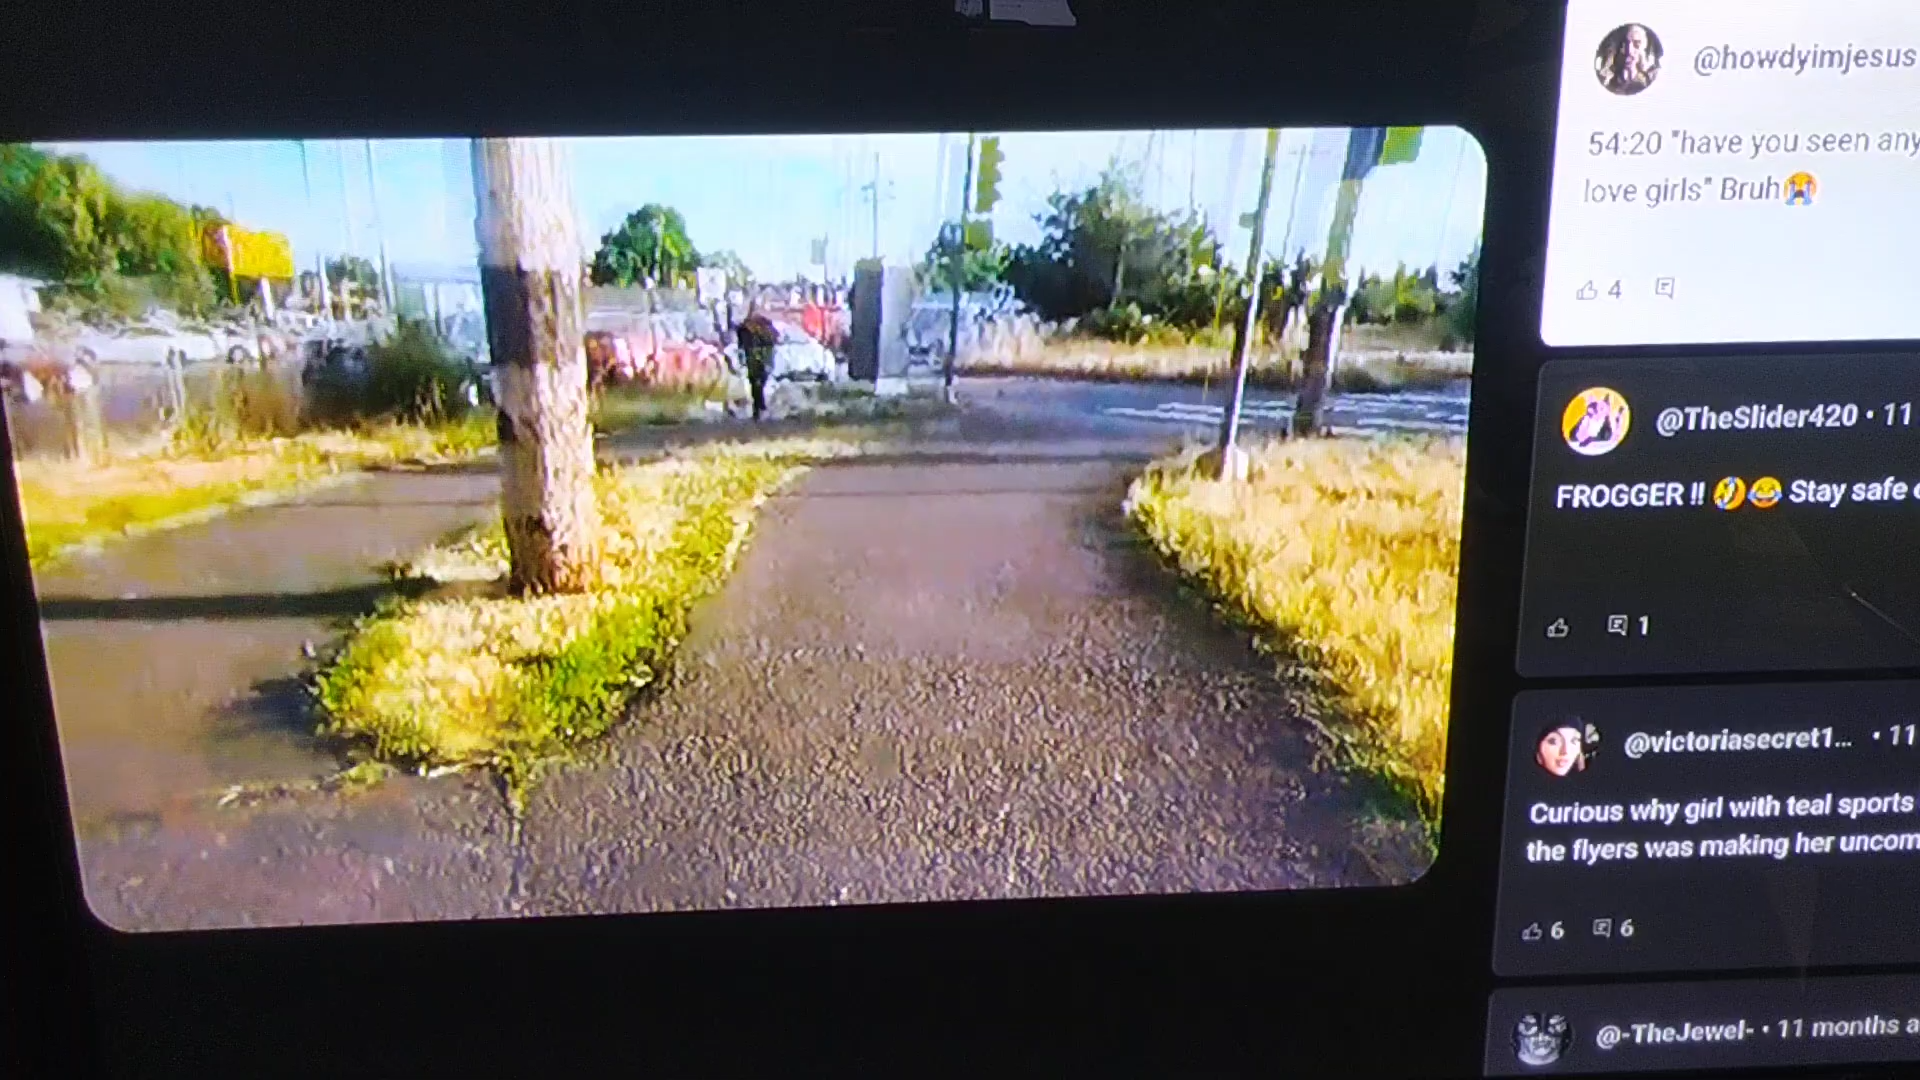 @howdyimjesus
54:20 "have you seen any
love girls" Bruh😭
4
@TheSlider420 • 11
FROGGER !! 🤣😂 Stay safe
1
@victoriasecret1... • 11
Curious why girl with teal sports
the flyers was making her uncom
6 6
@-TheJewel- • 11 months a